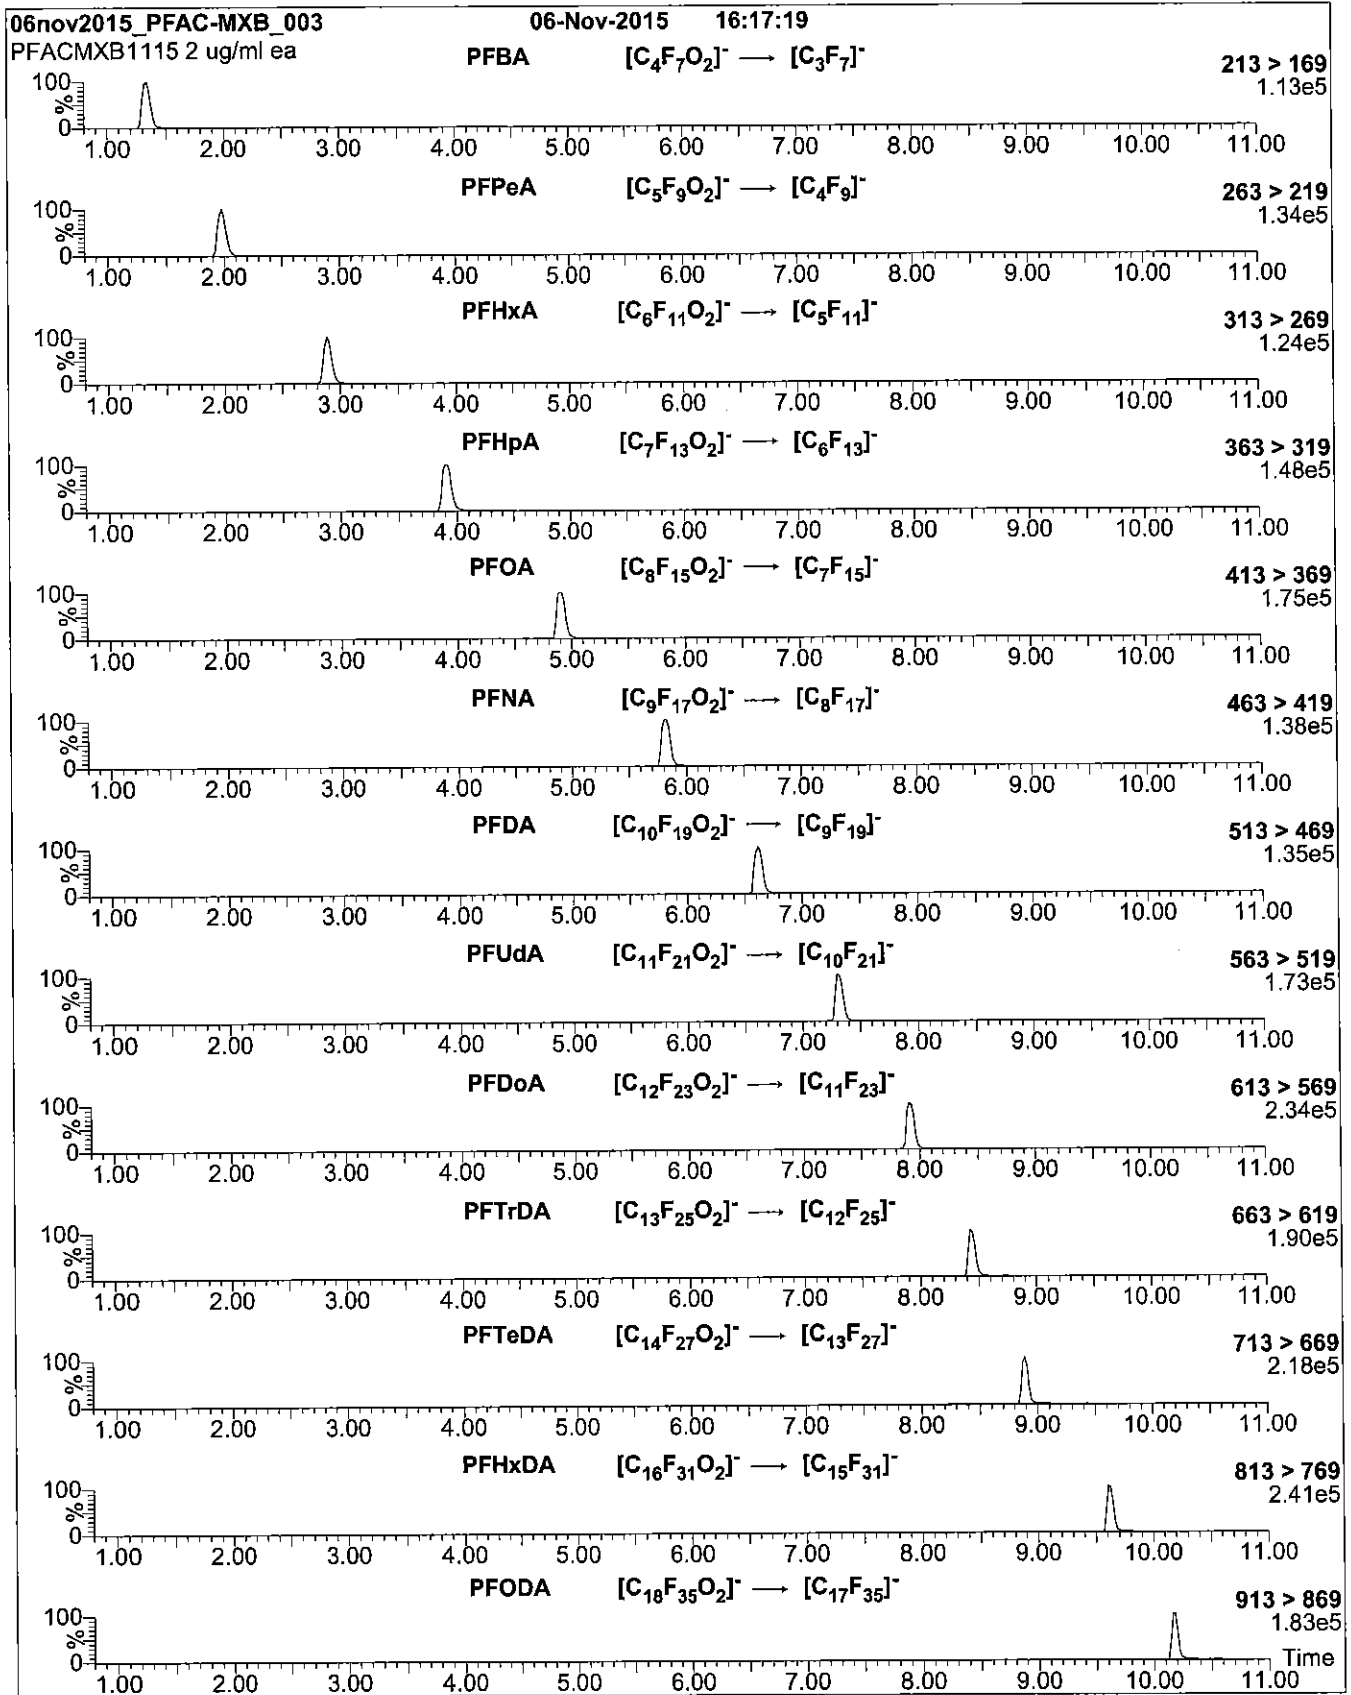 06nov2015_PFAC-MXB_003 06-Nov-2015 16:17:19
PFACMXB1115 2 ug/ml ea
PFBA [C4F7O2]- → [C3F7]- 213 > 169
1.13e5
100
%
0
1.00 2.00 3.00 4.00 5.00 6.00 7.00 8.00 9.00 10.00 11.00
PFPeA [C5F9O2]- → [C4F9]- 263 > 219
1.34e5
100
%
0
1.00 2.00 3.00 4.00 5.00 6.00 7.00 8.00 9.00 10.00 11.00
PFHxA [C6F11O2]- → [C5F11]- 313 > 269
1.24e5
100
%
0
1.00 2.00 3.00 4.00 5.00 6.00 7.00 8.00 9.00 10.00 11.00
PFHpA [C7F13O2]- → [C6F13]- 363 > 319
1.48e5
100
%
0
1.00 2.00 3.00 4.00 5.00 6.00 7.00 8.00 9.00 10.00 11.00
PFOA [C8F15O2]- → [C7F15]- 413 > 369
1.75e5
100
%
0
1.00 2.00 3.00 4.00 5.00 6.00 7.00 8.00 9.00 10.00 11.00
PFNA [C9F17O2]- → [C8F17]- 463 > 419
1.38e5
100
%
0
1.00 2.00 3.00 4.00 5.00 6.00 7.00 8.00 9.00 10.00 11.00
PFDA [C10F19O2]- → [C9F19]- 513 > 469
1.35e5
100
%
0
1.00 2.00 3.00 4.00 5.00 6.00 7.00 8.00 9.00 10.00 11.00
PFUdA [C11F21O2]- → [C10F21]- 563 > 519
1.73e5
100
%
0
1.00 2.00 3.00 4.00 5.00 6.00 7.00 8.00 9.00 10.00 11.00
PFDoA [C12F23O2]- → [C11F23]- 613 > 569
2.34e5
100
%
0
1.00 2.00 3.00 4.00 5.00 6.00 7.00 8.00 9.00 10.00 11.00
PFTrDA [C13F25O2]- → [C12F25]- 663 > 619
1.90e5
100
%
0
1.00 2.00 3.00 4.00 5.00 6.00 7.00 8.00 9.00 10.00 11.00
PFTeDA [C14F27O2]- → [C13F27]- 713 > 669
2.18e5
100
%
0
1.00 2.00 3.00 4.00 5.00 6.00 7.00 8.00 9.00 10.00 11.00
PFHxDA [C16F31O2]- → [C15F31]- 813 > 769
2.41e5
100
%
0
1.00 2.00 3.00 4.00 5.00 6.00 7.00 8.00 9.00 10.00 11.00
PFODA [C18F35O2]- → [C17F35]- 913 > 869
1.83e5
100
%
0
Time
1.00 2.00 3.00 4.00 5.00 6.00 7.00 8.00 9.00 10.00 11.00